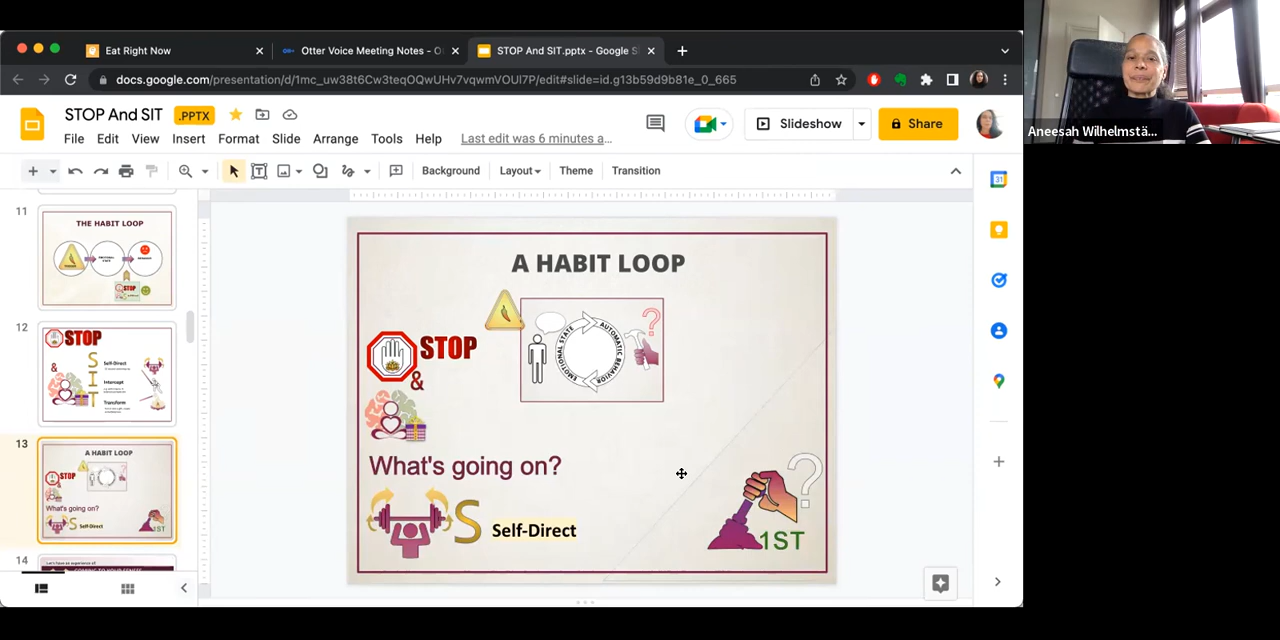 Eat Right Now
Otter Voice Meeting Notes - O
STOP And SIT.pptx - Google S
docs.google.com/presentation/d/1mc_uw38t6Cw3teqOQwUHv7vqwmVOUI7P/edit#slide=id.g13b59d9b81e_0_665
STOP And SIT .PPTX
File Edit View Insert Format Arrange Tools Help Last edit was 6 minutes a...
Slideshow
Share
Background Layout Theme Transition
31
11
THE HABIT LOOP
STOP
12
STOP
&
S
I
T
Self-Direct
Intercept
Transform
13
A HABIT LOOP
STOP
What's going on?
S Self-Direct
1ST
14
A HABIT LOOP
STOP
&
EMOTIONAL STATE
AUTOMATIC BEHAVIOR
?
What's going on?
S Self-Direct
?
1ST
Aneesah Wilhelmstä...